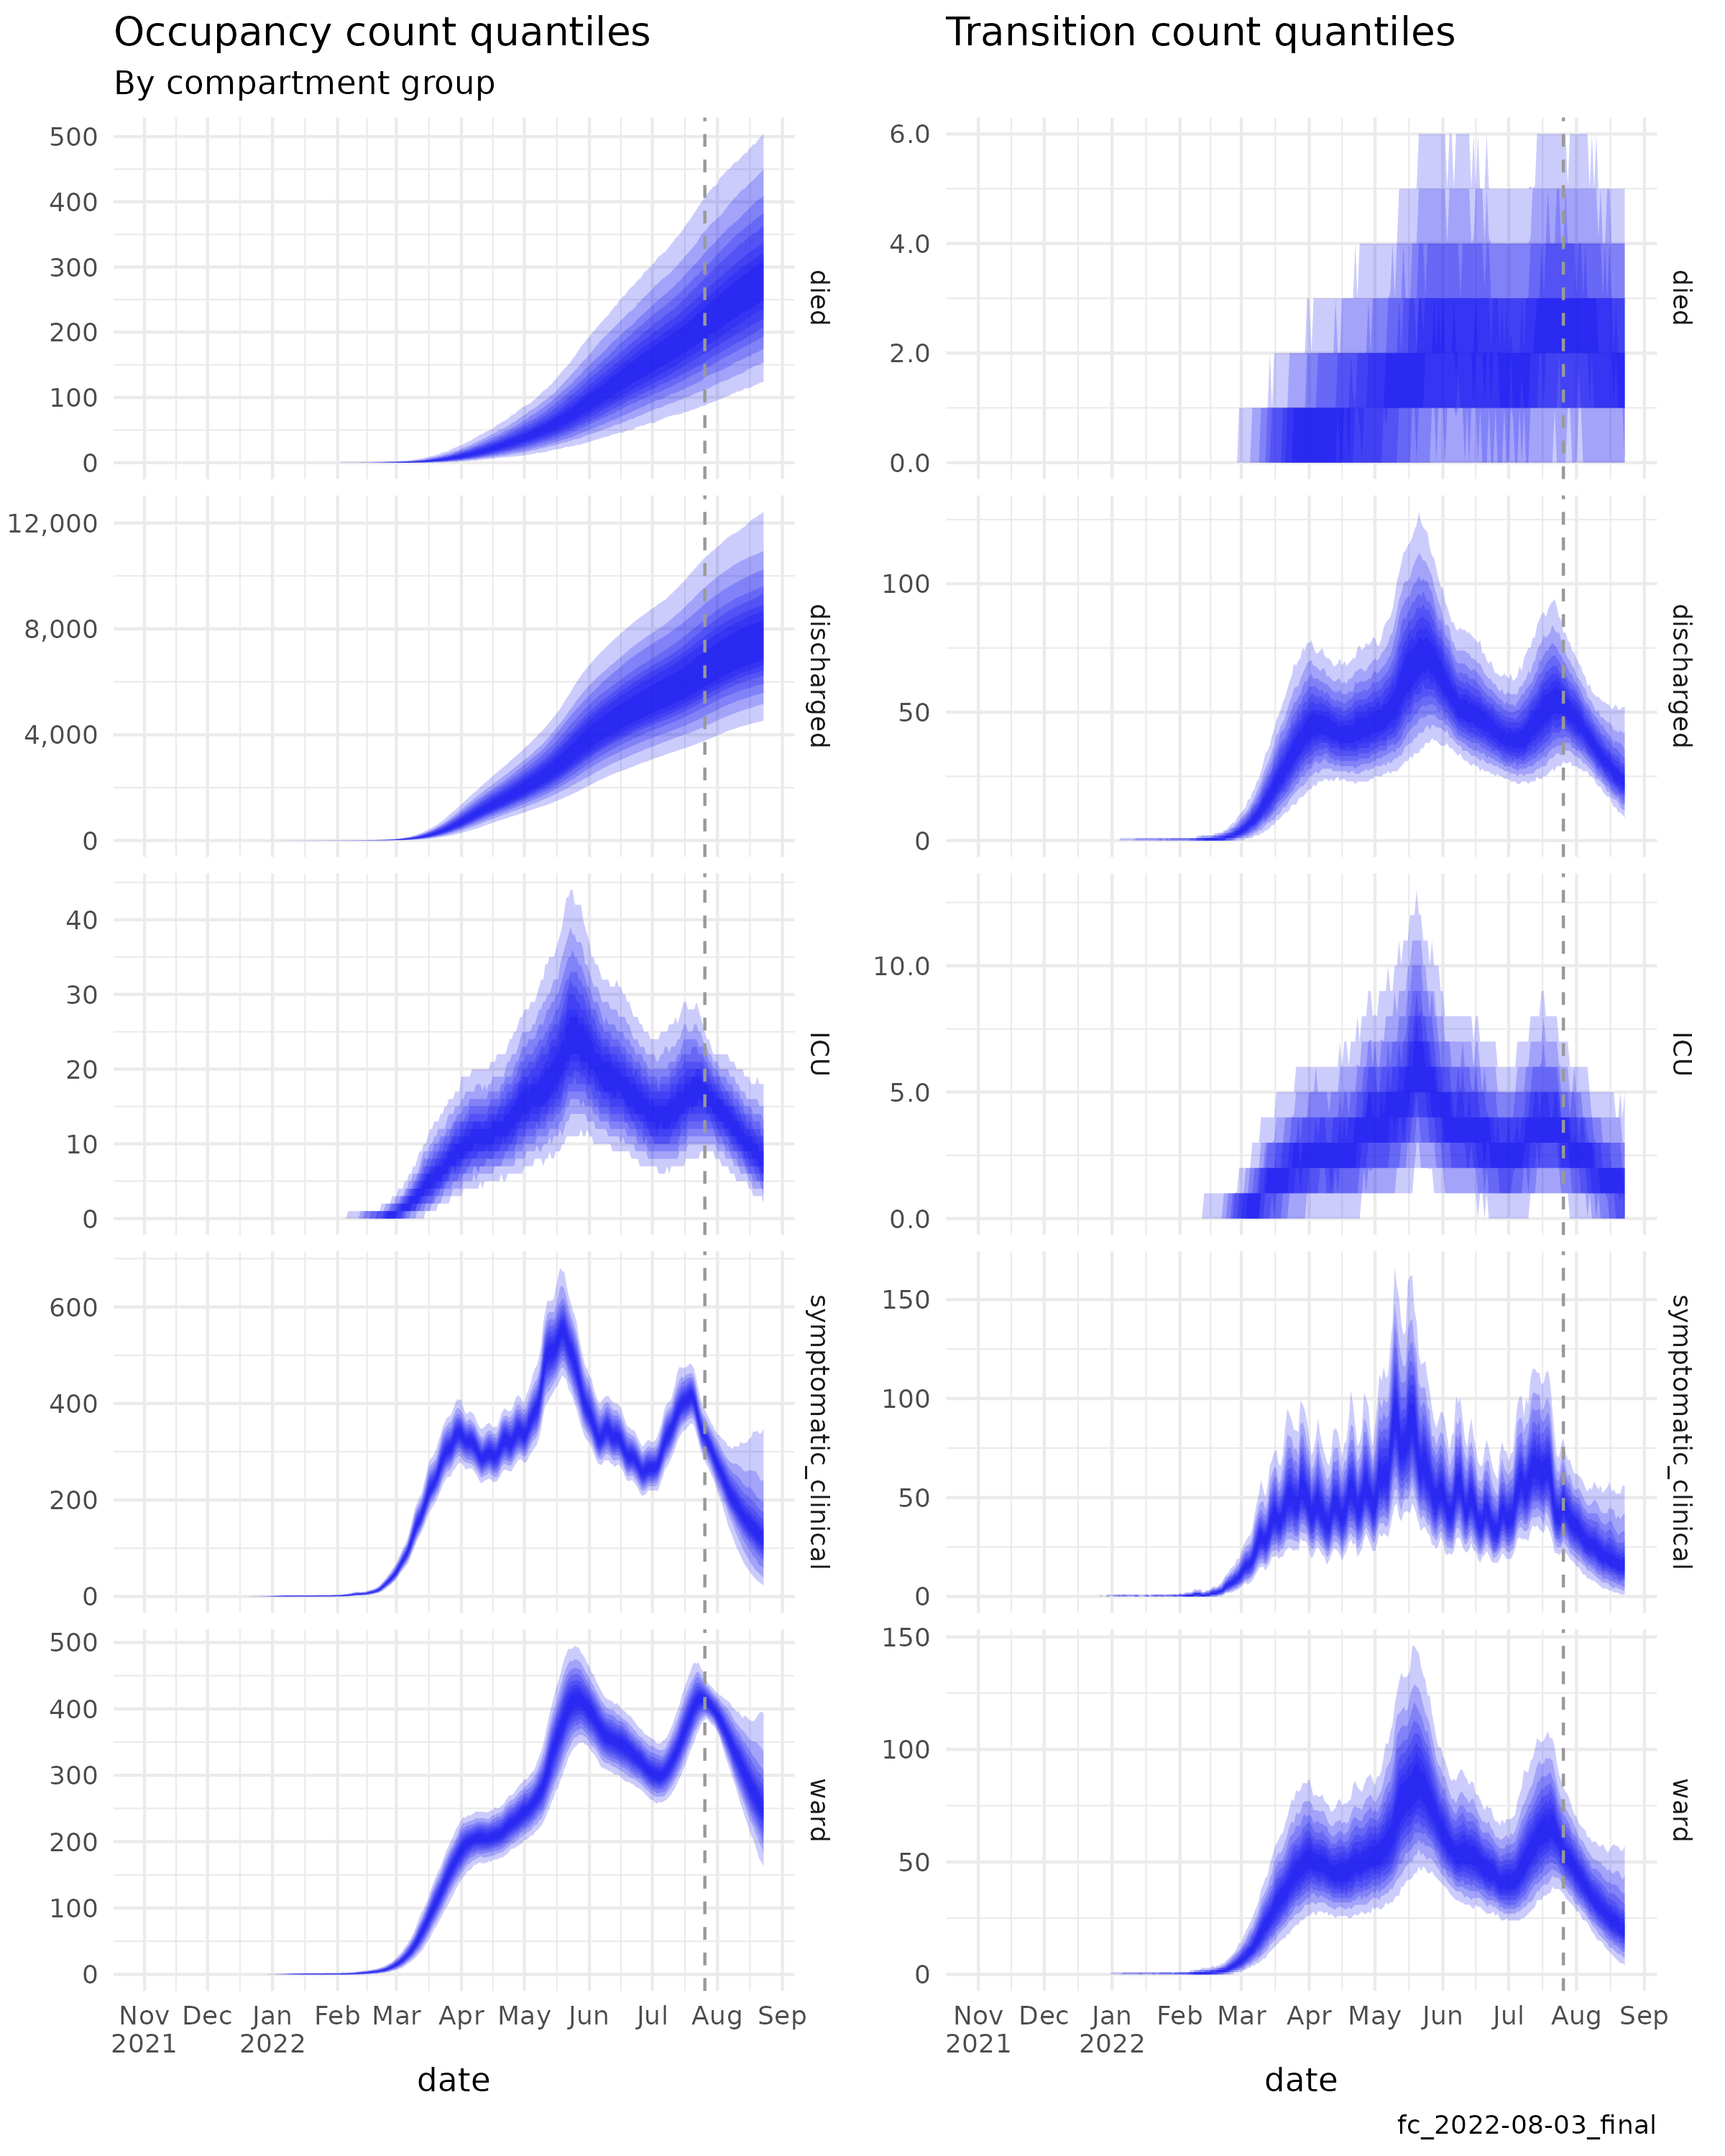 Occupancy count quantiles
By compartment group
500
400
300
200
100
0
died
12,000
8,000
4,000
0
discharged
40
30
20
10
0
ICU
600
400
200
0
symptomatic_clinical
500
400
300
200
100
0
ward
Nov Dec Jan Feb Mar Apr May Jun Jul Aug Sep
2021 2022
date
Transition count quantiles
6.0
4.0
2.0
0.0
died
100
50
0
discharged
10.0
5.0
0.0
ICU
150
100
50
0
symptomatic_clinical
150
100
50
0
ward
Nov Dec Jan Feb Mar Apr May Jun Jul Aug Sep
2021 2022
date
fc_2022-08-03_final